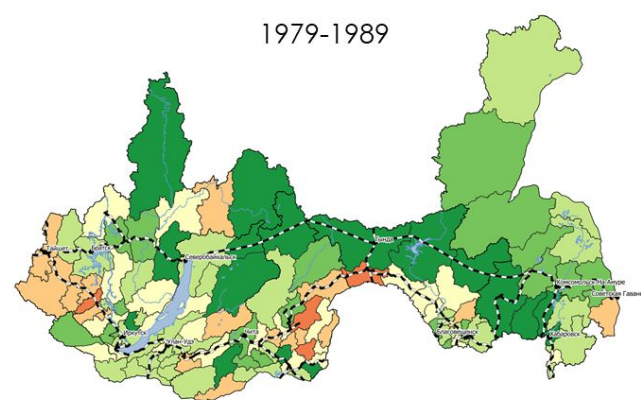 1979-1989
Тайшет
Братск
Северобайкальск
Тында
Комсомольск-На-Амуре
Советская Гавань
Иркутск
Улан-Удэ
Чита
Благовещенск
Хабаровск